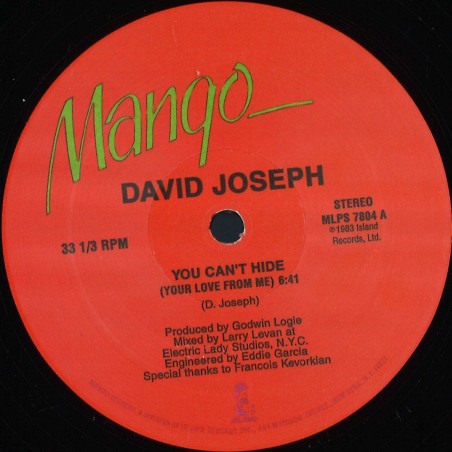 Mango
DAVID JOSEPH
STEREO
MLPS 7804 A
℗1983 Island
Records, Ltd.
33 1/3 RPM
YOU CAN'T HIDE
(YOUR LOVE FROM ME) 6:41
(D. Joseph)
Produced by Godwin Logie
Mixed by Larry Levan at
Electric Lady Studios, N.Y.C.
Engineered by Eddie Garcia
Special thanks to Francois Kevorkian